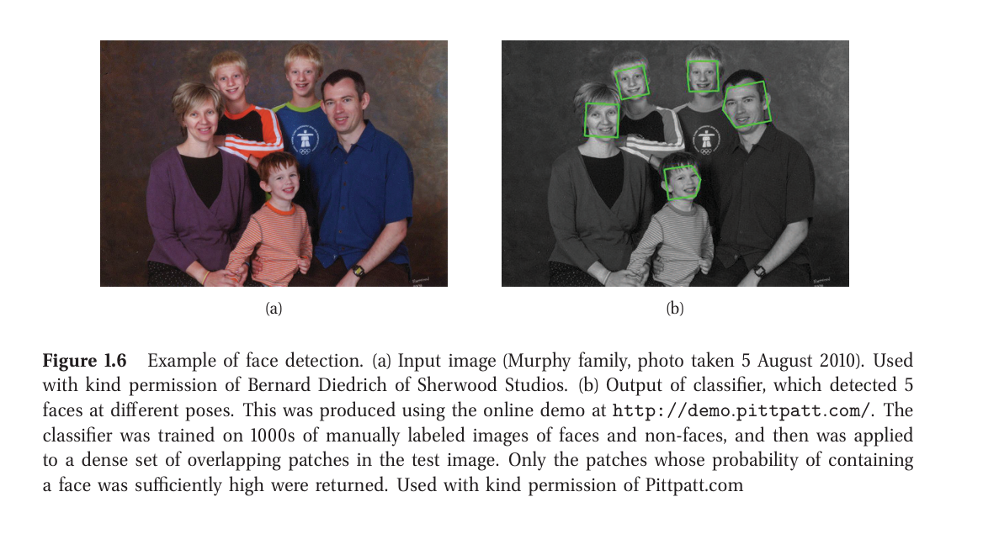 (a)
(b)
Figure 1.6 Example of face detection. (a) Input image (Murphy family, photo taken 5 August 2010). Used
with kind permission of Bernard Diedrich of Sherwood Studios. (b) Output of classifier, which detected 5
faces at different poses. This was produced using the online demo at http://demo.pittpatt.com/. The
classifier was trained on 1000s of manually labeled images of faces and non-faces, and then was applied
to a dense set of overlapping patches in the test image. Only the patches whose probability of containing
a face was sufficiently high were returned. Used with kind permission of Pittpatt.com